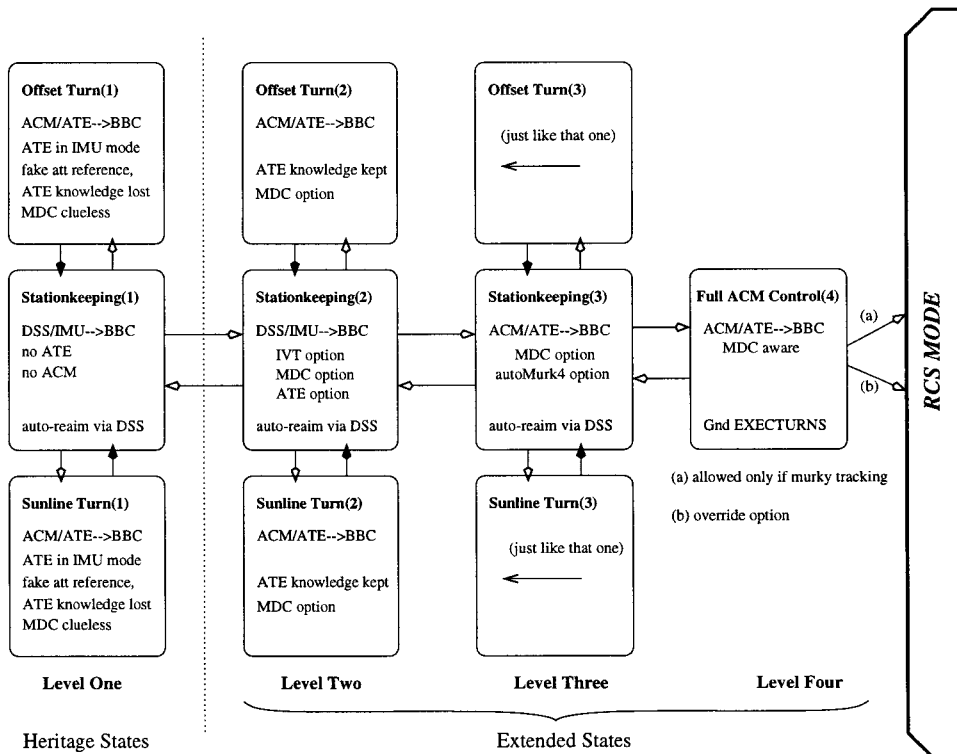 Offset Turn(1)
ACM/ATE-->BBC
ATE in IMU mode
fake att reference,
ATE knowledge lost
MDC clueless
Offset Turn(2)
ACM/ATE-->BBC
ATE knowledge kept
MDC option
Offset Turn(3)
(just like that one)
Stationkeeping(1)
DSS/IMU-->BBC
no ATE
no ACM
auto-reaim via DSS
Stationkeeping(2)
DSS/IMU-->BBC
IVT option
MDC option
ATE option
auto-reaim via DSS
Stationkeeping(3)
ACM/ATE-->BBC
MDC option
autoMurk4 option
auto-reaim via DSS
Full ACM Control(4)
ACM/ATE-->BBC
MDC aware
Gnd EXECTURNS
(a)
(b)
RCS MODE
Sunline Turn(1)
ACM/ATE-->BBC
ATE in IMU mode
fake att reference,
ATE knowledge lost
MDC clueless
Sunline Turn(2)
ACM/ATE-->BBC
ATE knowledge kept
MDC option
Sunline Turn(3)
(just like that one)
(a) allowed only if murky tracking
(b) override option
Level One
Level Two
Level Three
Level Four
Heritage States
Extended States